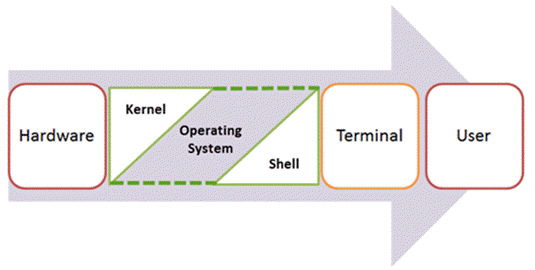 Hardware
Kernel
Operating
System
Shell
Terminal
User